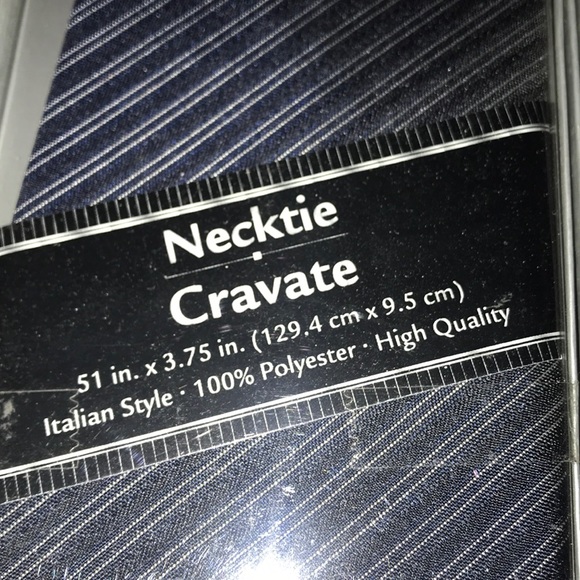 Necktie
Cravate
51 in. x 3.75 in. (129.4 cm x 9.5 cm)
Italian Style · 100% Polyester · High Quality